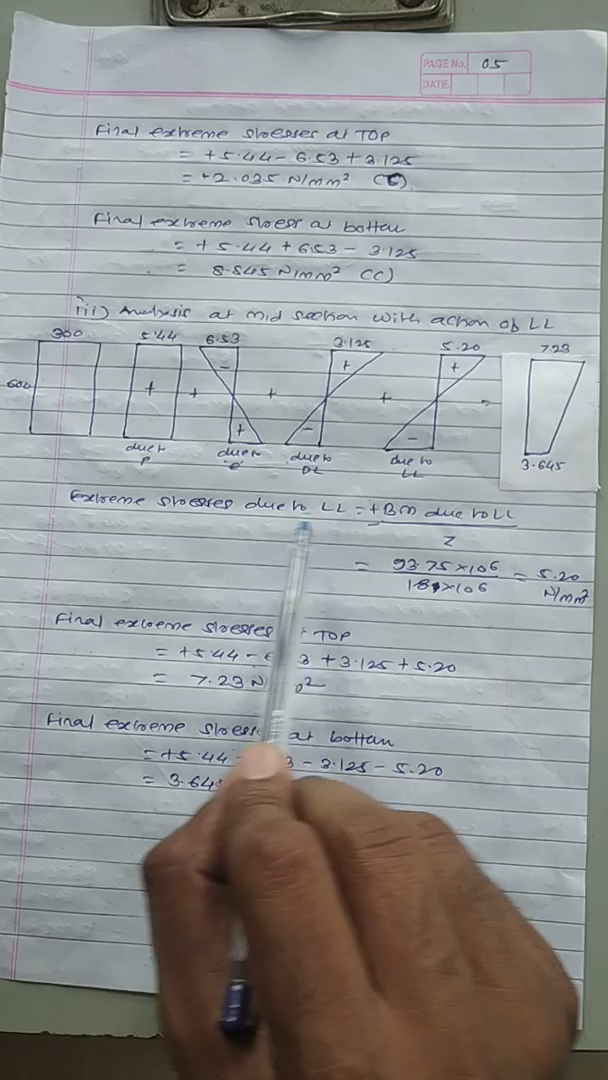 PAGE No. 05
DATE
Final extreme stresses at TOP
= +5.44 - 6.53 + 3.125
= +2.035 N/mm² (C)
Final extreme stress at bottom
= +5.44 + 6.53 - 3.125
= 8.845 N/mm² (C)
iii) Analysis at mid section with action of LL
300 5.44 6.53 3.125 5.20 7.23
600 + + - + + + + =
+ - -
due to P due to 'e' due to DL due to LL 3.645
Extreme stresses due to LL = +BM due to LL
Z
= 93.75×10⁶ = 5.20
18×10⁶ N/mm²
Final extreme stresses TOP
= +5.44 - 3 + 3.125 + 5.20
= 7.23 N
Final extreme at bottom
= +5.44 3 - 3.125 - 5.20
= 3.64